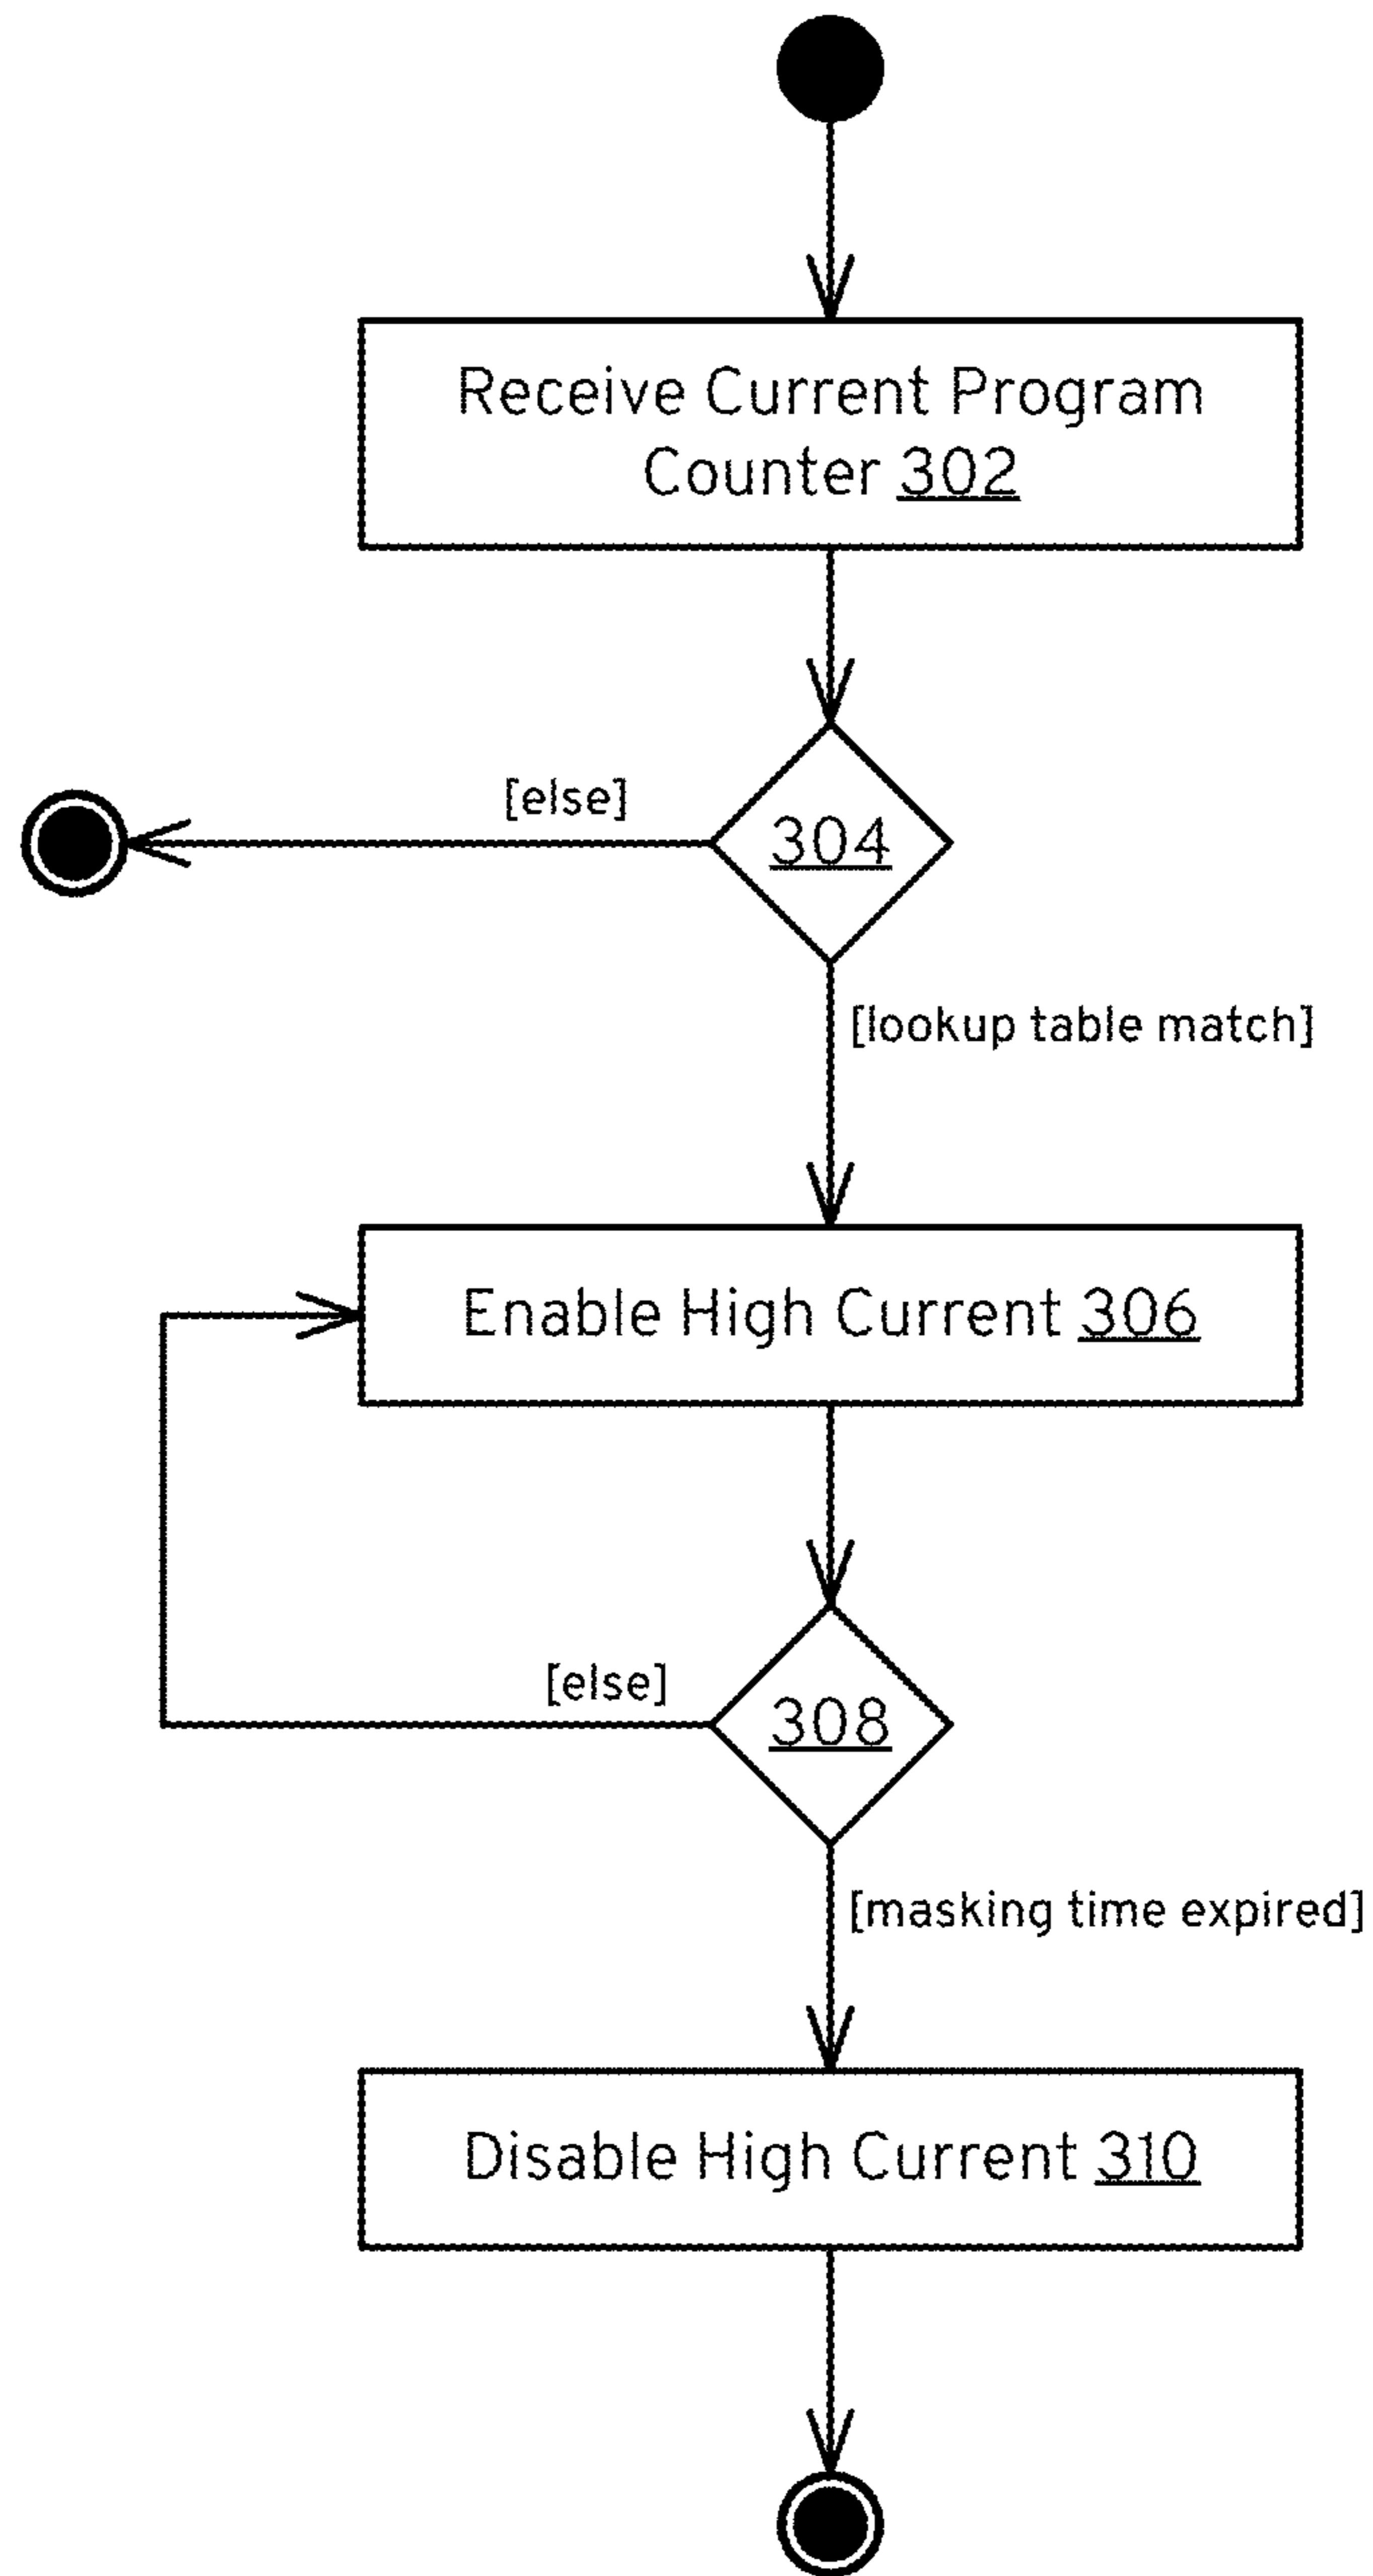 Receive Current Program
Counter 302
[else]
304
[lookup table match]
Enable High Current 306
[else]
308
[masking time expired]
Disable High Current 310